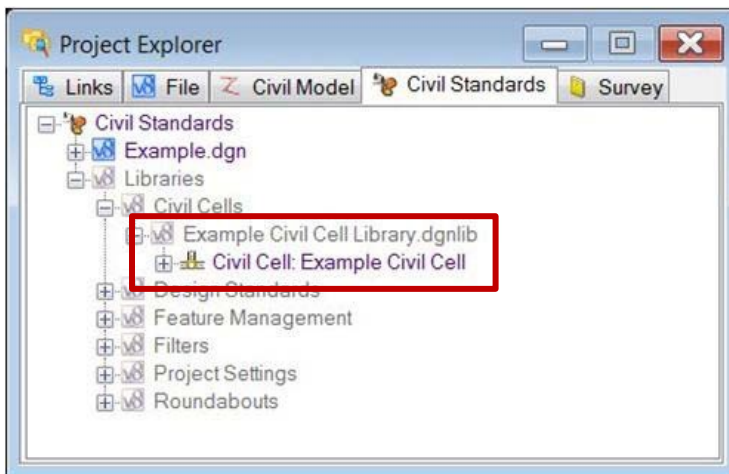 Project Explorer
Links File Civil Model Civil Standards Survey
Civil Standards
Example.dgn
Libraries
Civil Cells
Example Civil Cell Library.dgnlib
Civil Cell: Example Civil Cell
Design Standards
Feature Management
Filters
Project Settings
Roundabouts